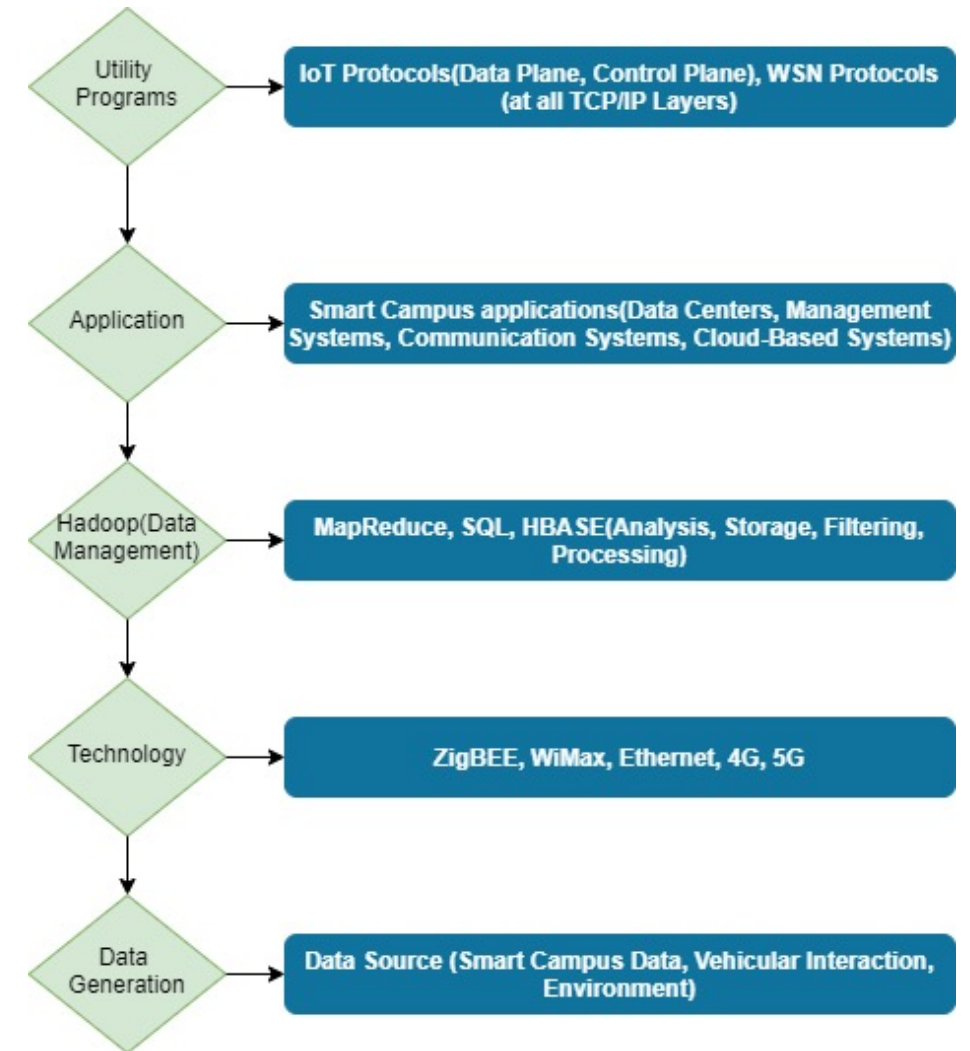 Utility
Programs
IoT Protocols(Data Plane, Control Plane), WSN Protocols
(at all TCP/IP Layers)
Application
Smart Campus applications(Data Centers, Management
Systems, Communication Systems, Cloud-Based Systems)
Hadoop(Data
Management)
MapReduce, SQL, HBASE(Analysis, Storage, Filtering,
Processing)
Technology
ZigBEE, WiMax, Ethernet, 4G, 5G
Data
Generation
Data Source (Smart Campus Data, Vehicular Interaction,
Environment)